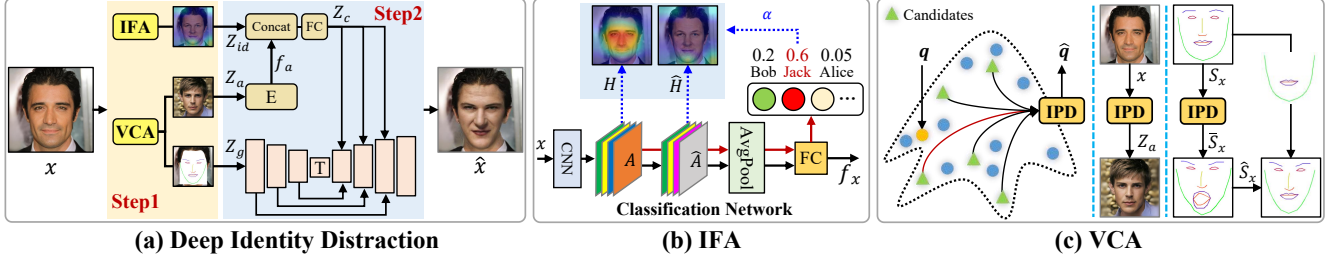 IFA
Z_id
Concat
FC
Z_c
Step2
f_a
Z_a
E
VCA
Z_g
T
x
Step1
x̂
(a) Deep Identity Distraction
α
0.2 0.6 0.05
Bob Jack Alice
H
Ĥ
...
x
CNN
A
Â
AvgPool
FC
f_x
Classification Network
(b) IFA
Candidates
q
q̂
IPD
x
IPD
Z_a
S_x
IPD
S̄_x
Ŝ_x
(c) VCA